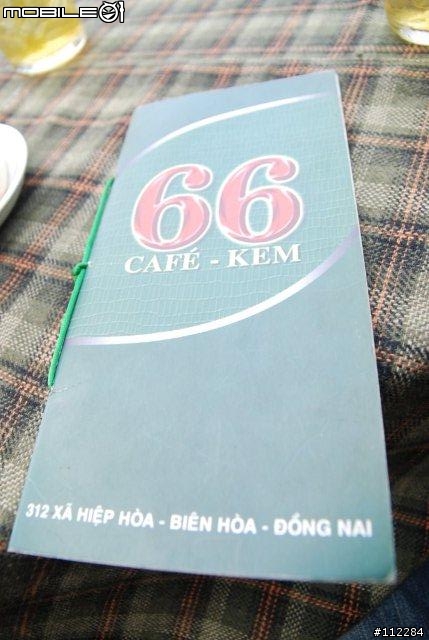 MOBILE01
66
CAFÉ - KEM
312 XÃ HIỆP HÒA - BIÊN HÒA - ĐỒNG NAI
#112284